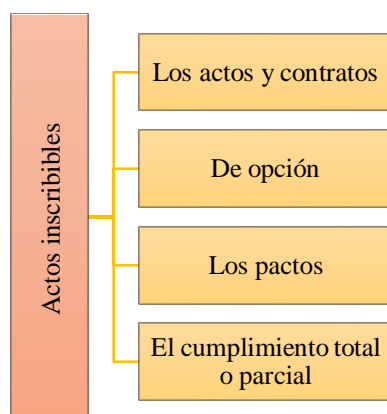 Actos inscribibles
Los actos y contratos
De opción
Los pactos
El cumplimiento total
o parcial